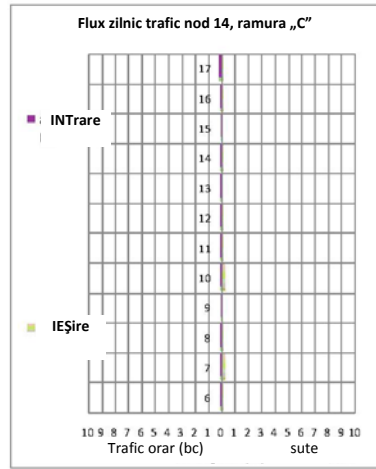 Flux zilnic trafic nod 14, ramura „C”
17
16
INTrare
15
14
13
12
11
10
9
IEŞire
8
7
6
10 9 8 7 6 5 4 3 2 1 0 1 2 3 4 5 6 7 8 9 10
Trafic orar (bc) sute